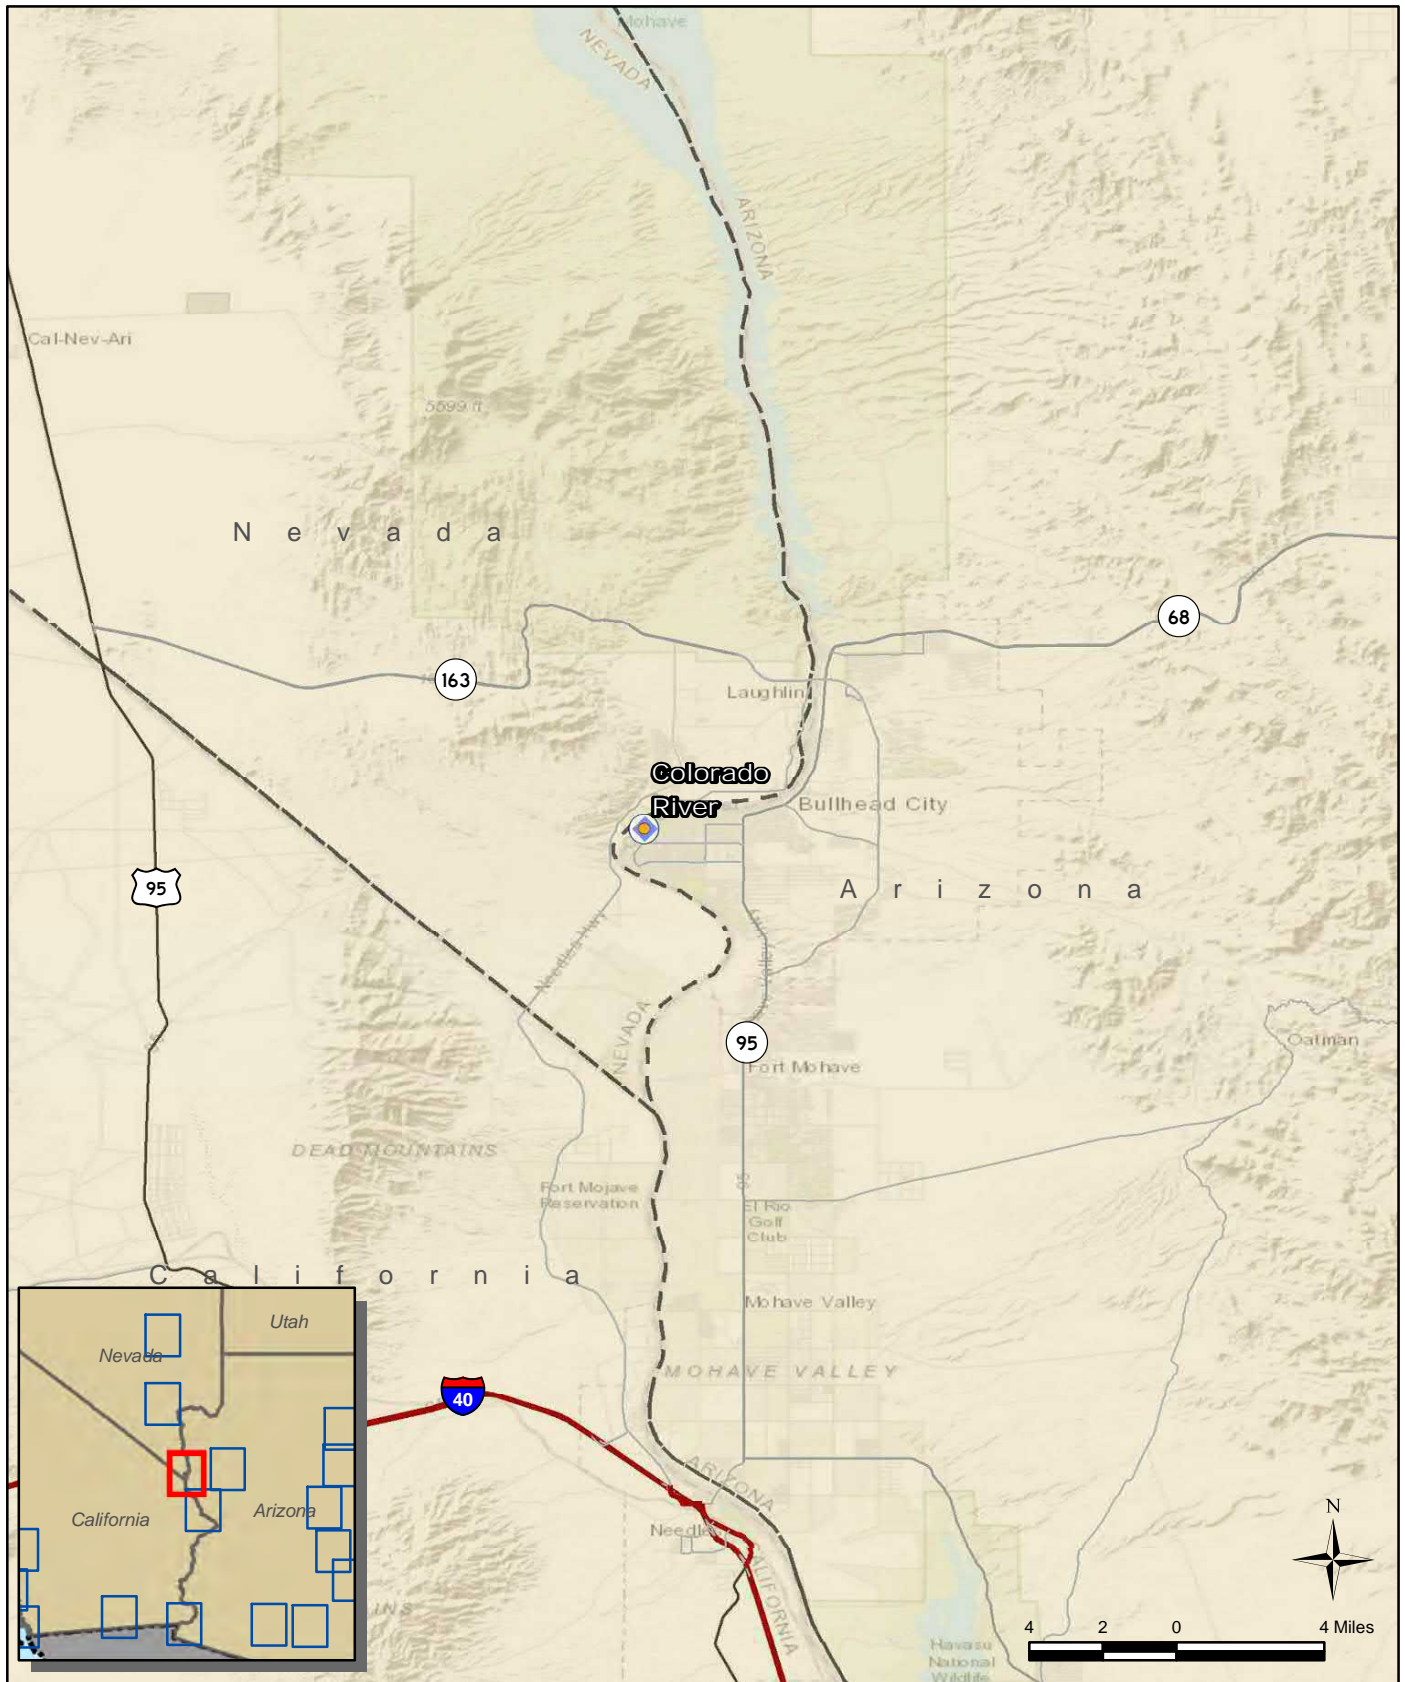 Mohave
NEVADA
ARIZONA
Cal-Nev-Ari
5599 ft
N e v a d a
68
163
Laughlin
Colorado
River
Bullhead City
95
A r i z o n a
Needles Hwy
NEVADA
95
Oatman
Fort Mohave
DEAD MOUNTAINS
Fort Mojave
Reservation
95
El Rio
Golf
Club
C a l i f o r n i a
Mohave Valley
Utah
Nevada
MOHAVE VALLEY
40
ARIZONA
California
Arizona
Needles
CALIFORNIA
N
INS
4 2 0 4 Miles
Havasu
National
Wildlife